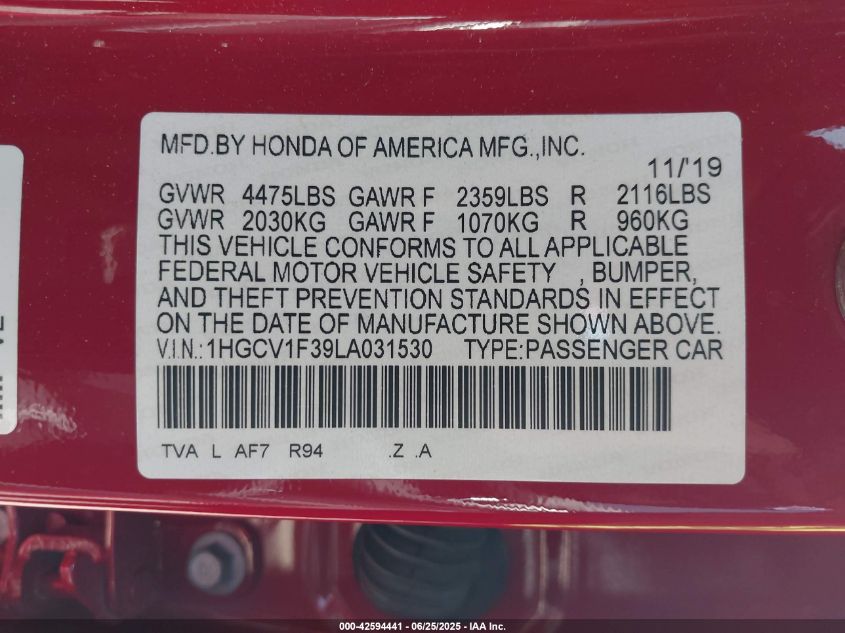 MFD.BY HONDA OF AMERICA MFG.,INC.
11/'19
GVWR 4475LBS GAWR F 2359LBS R 2116LBS
GVWR 2030KG GAWR F 1070KG R 960KG
THIS VEHICLE CONFORMS TO ALL APPLICABLE
FEDERAL MOTOR VEHICLE SAFETY , BUMPER,
AND THEFT PREVENTION STANDARDS IN EFFECT
ON THE DATE OF MANUFACTURE SHOWN ABOVE.
V.I.N.:1HGCV1F39LA031530 TYPE:PASSENGER CAR
TVA L AF7 R94 .Z .A
000-42594441 - 06/25/2025 - IAA Inc.